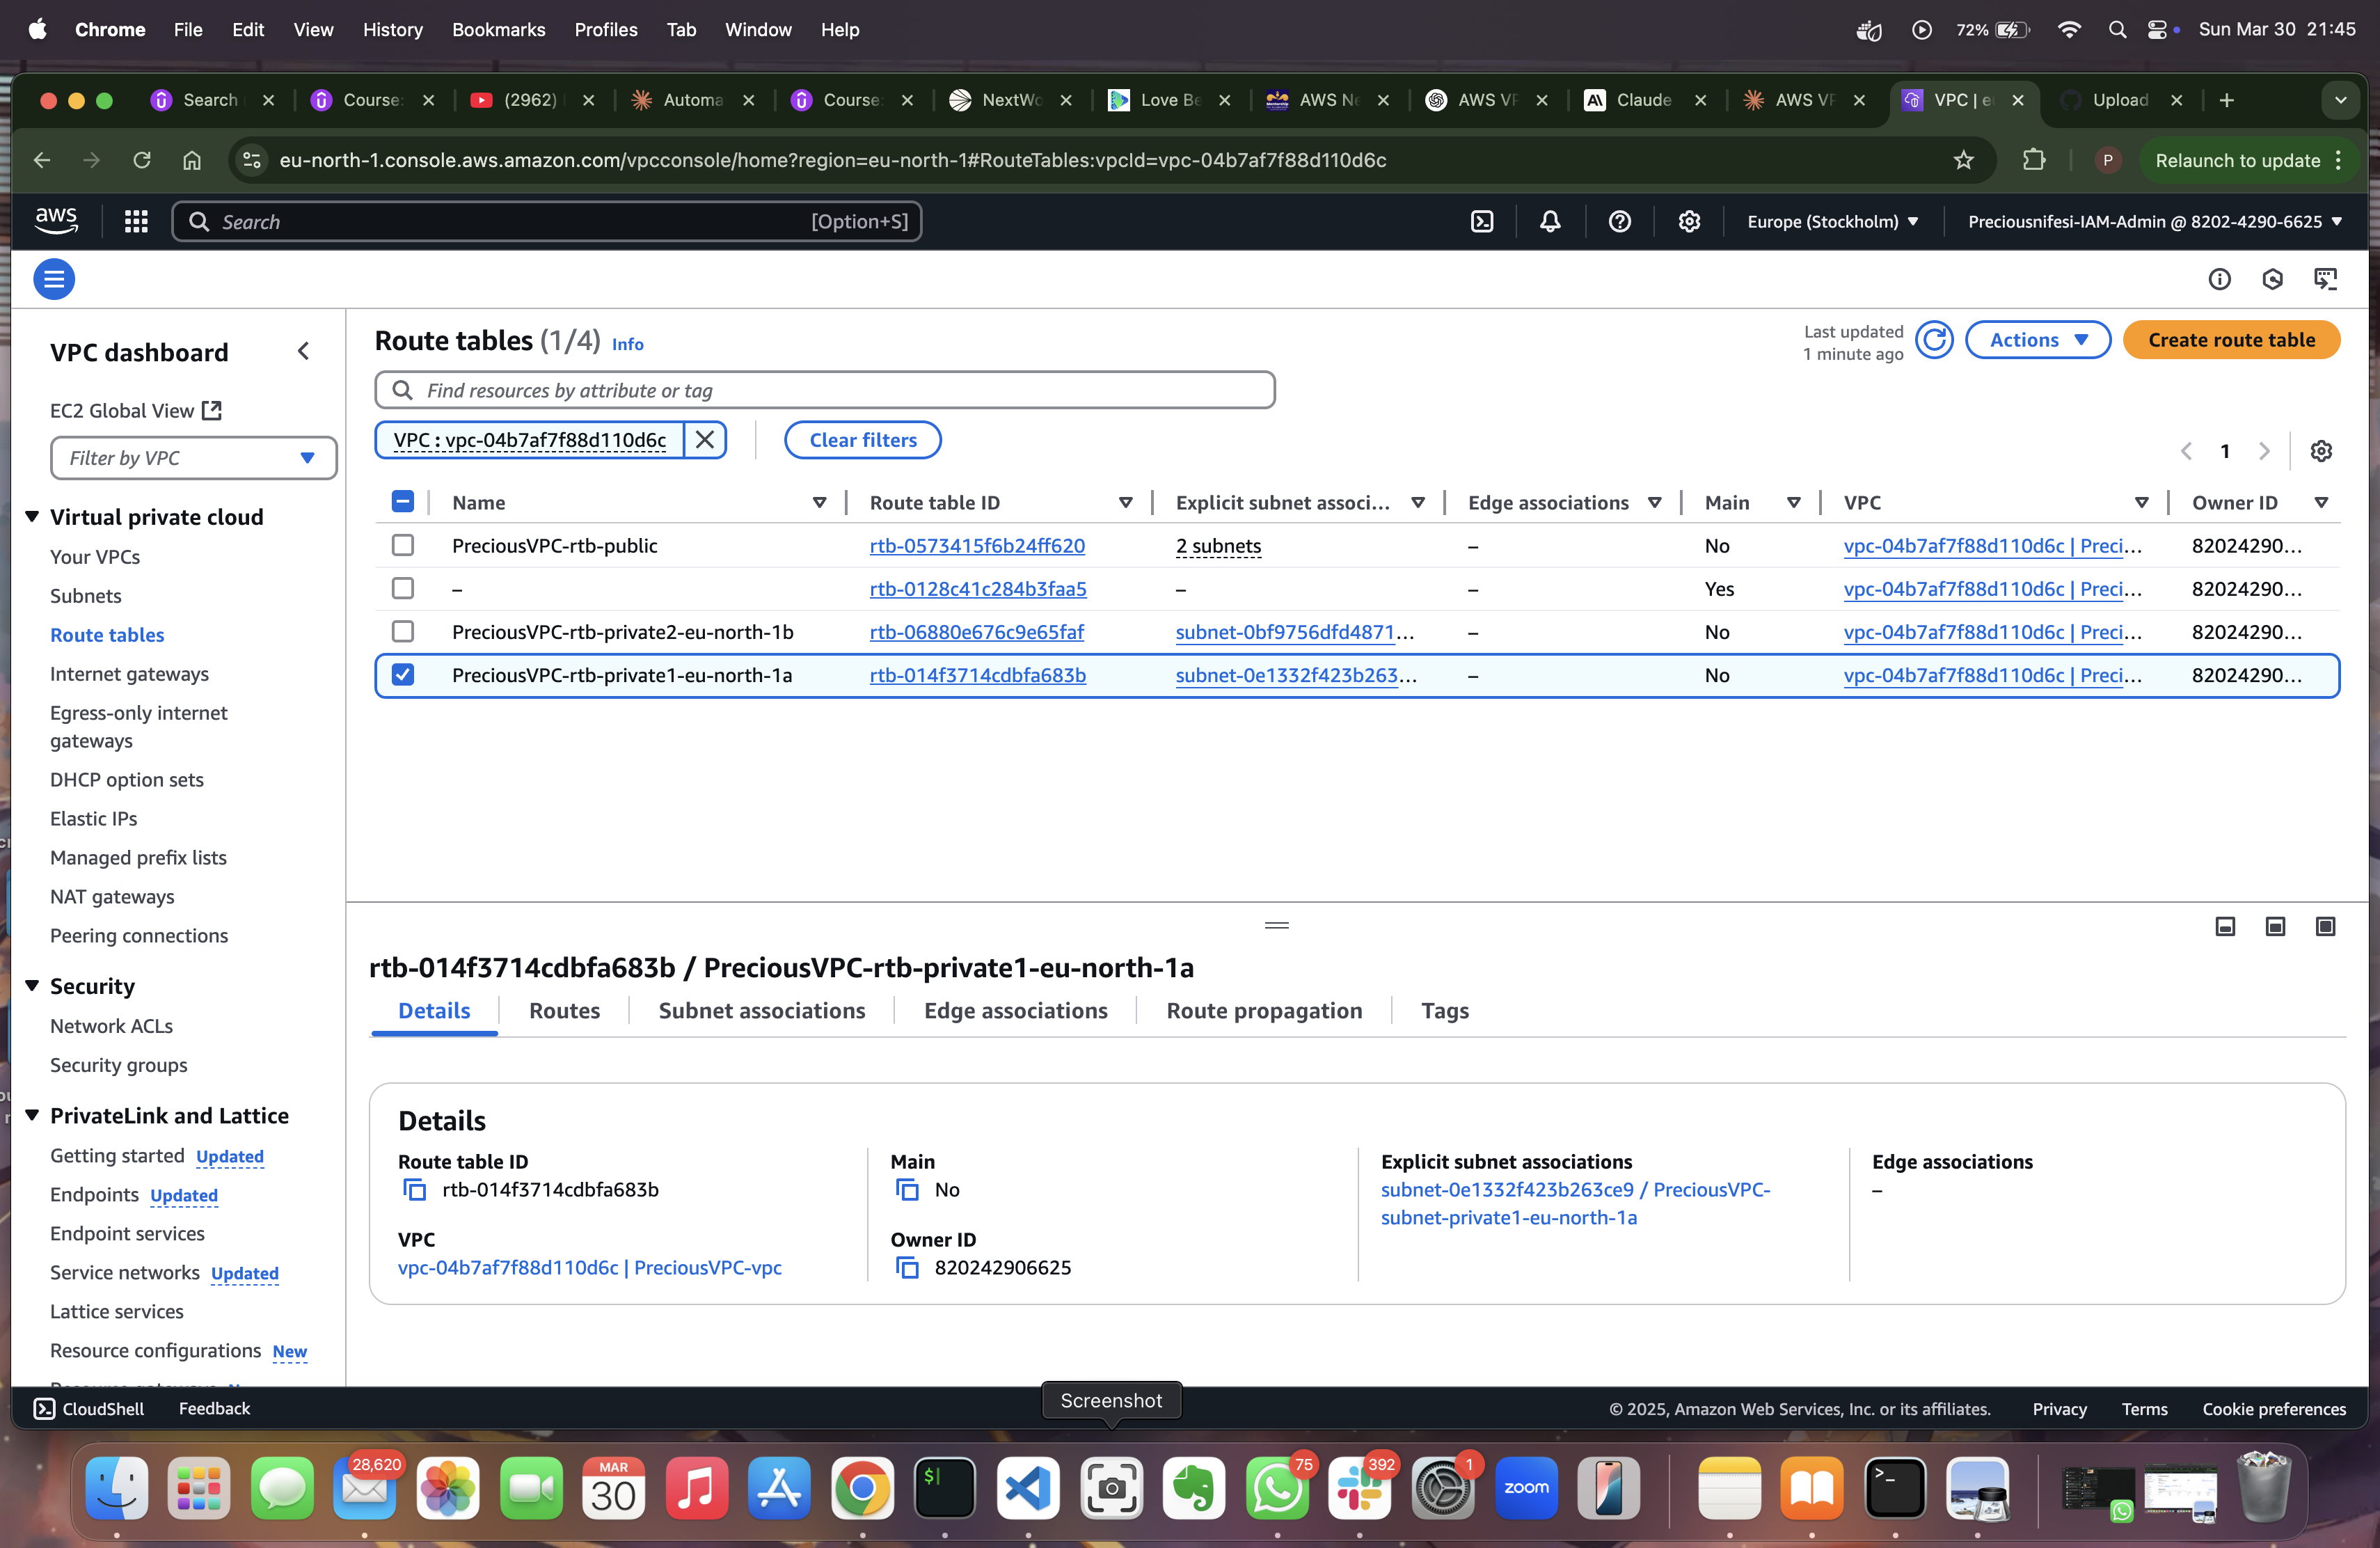 Chrome File Edit View History Bookmarks Profiles Tab Window Help 72% Sun Mar 30 21:45
Search Course: (2962) Automa Course: NextWo Love Be AWS Ne AWS VP Claude AWS VP VPC | e Upload
eu-north-1.console.aws.amazon.com/vpcconsole/home?region=eu-north-1#RouteTables:vpcId=vpc-04b7af7f88d110d6c P Relaunch to update
aws Search [Option+S] Europe (Stockholm) Preciousnifesi-IAM-Admin @ 8202-4290-6625
VPC dashboard
EC2 Global View
Filter by VPC
Virtual private cloud
Your VPCs
Subnets
Route tables
Internet gateways
Egress-only internet
gateways
DHCP option sets
Elastic IPs
Managed prefix lists
NAT gateways
Peering connections
Security
Network ACLs
Security groups
PrivateLink and Lattice
Getting started Updated
Endpoints Updated
Endpoint services
Service networks Updated
Lattice services
Resource configurations New
Route tables (1/4) Info
Last updated
1 minute ago
Actions
Create route table
Find resources by attribute or tag
VPC : vpc-04b7af7f88d110d6c
Clear filters
1
Name Route table ID Explicit subnet associ... Edge associations Main VPC Owner ID
PreciousVPC-rtb-public rtb-0573415f6b24ff620 2 subnets – No vpc-04b7af7f88d110d6c | Preci... 82024290...
– rtb-0128c41c284b3faa5 – – Yes vpc-04b7af7f88d110d6c | Preci... 82024290...
PreciousVPC-rtb-private2-eu-north-1b rtb-06880e676c9e65faf subnet-0bf9756dfd4871... – No vpc-04b7af7f88d110d6c | Preci... 82024290...
PreciousVPC-rtb-private1-eu-north-1a rtb-014f3714cdbfa683b subnet-0e1332f423b263... – No vpc-04b7af7f88d110d6c | Preci... 82024290...
rtb-014f3714cdbfa683b / PreciousVPC-rtb-private1-eu-north-1a
Details Routes Subnet associations Edge associations Route propagation Tags
Details
Route table ID
rtb-014f3714cdbfa683b
VPC
vpc-04b7af7f88d110d6c | PreciousVPC-vpc
Main
No
Owner ID
820242906625
Explicit subnet associations
subnet-0e1332f423b263ce9 / PreciousVPC-
subnet-private1-eu-north-1a
Edge associations
–
Screenshot
CloudShell Feedback © 2025, Amazon Web Services, Inc. or its affiliates. Privacy Terms Cookie preferences
28,620 MAR 30 $ 75 392 1 zoom >_